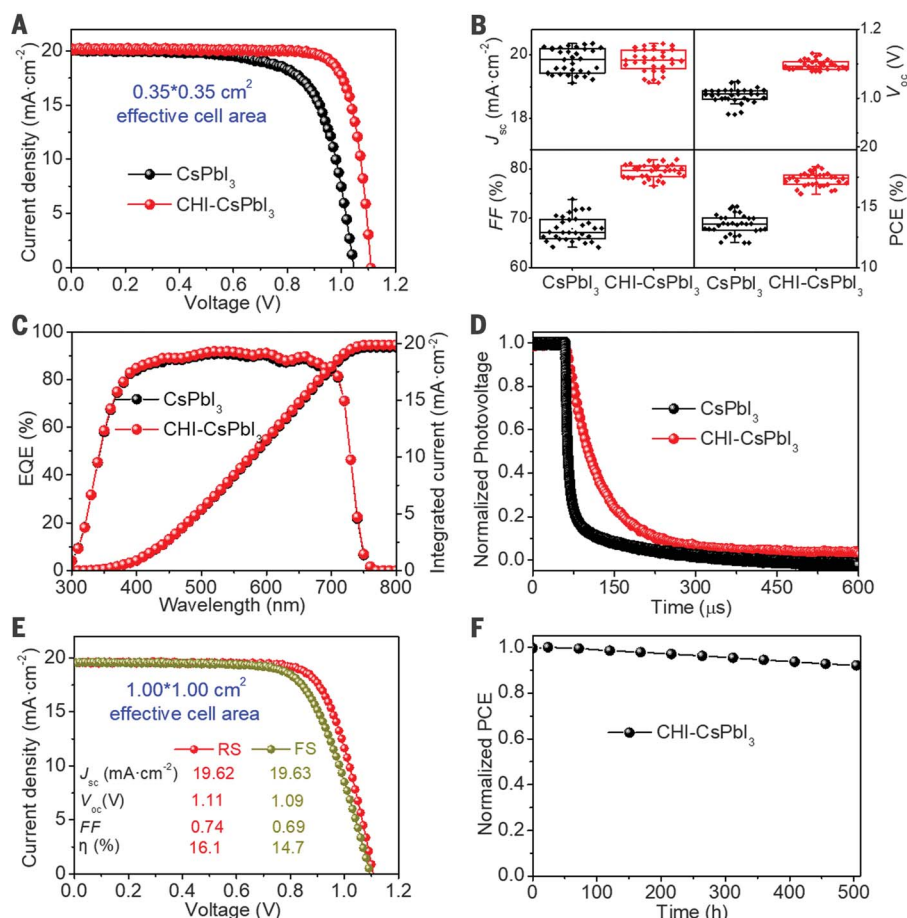 A
Current density (mA·cm⁻²)
20
15
10
5
0
0.35*0.35 cm²
effective cell area
CsPbI₃
CHI-CsPbI₃
0.0 0.2 0.4 0.6 0.8 1.0 1.2
Voltage (V)
B
J_sc (mA·cm⁻²)
20
18
16
FF (%)
80
70
60
1.2
1.0
V_oc (V)
20
15
10
PCE (%)
CsPbI₃ CHI-CsPbI₃ CsPbI₃ CHI-CsPbI₃
C
EQE (%)
100
80
60
40
20
0
CsPbI₃
CHI-CsPbI₃
20
15
10
5
0
Integrated current (mA·cm⁻²)
300 400 500 600 700 800
Wavelength (nm)
D
Normalized Photovoltage
1.0
0.8
0.6
0.4
0.2
0.0
CsPbI₃
CHI-CsPbI₃
0 150 300 450 600
Time (μs)
E
Current density (mA·cm⁻²)
20
15
10
5
0
1.00*1.00 cm²
effective cell area
RS FS
J_sc (mA·cm⁻²) 19.62 19.63
V_oc(V) 1.11 1.09
FF 0.74 0.69
η (%) 16.1 14.7
0.0 0.2 0.4 0.6 0.8 1.0 1.2
Voltage (V)
F
Normalized PCE
1.0
0.8
0.6
0.4
0.2
0.0
CHI-CsPbI₃
0 100 200 300 400 500
Time (h)